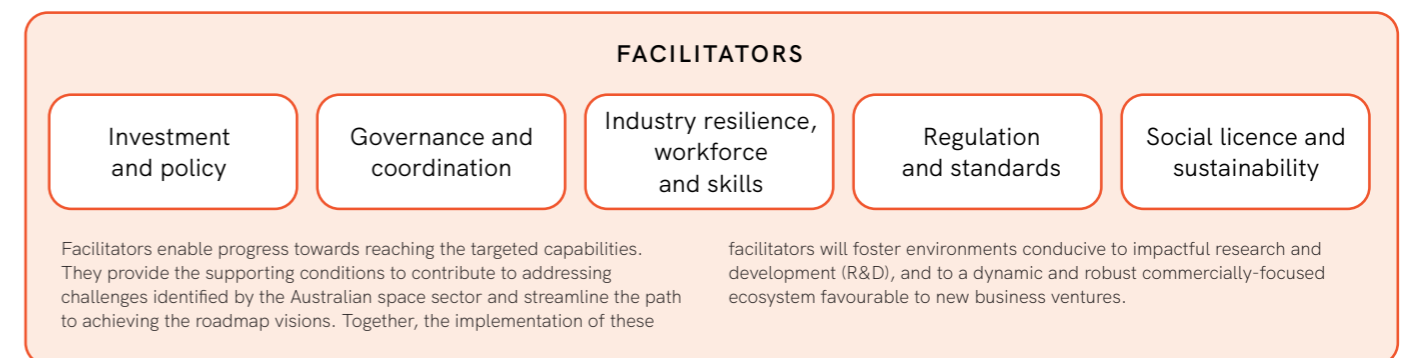 FACILITATORS
Investment
and policy
Governance and
coordination
Industry resilience,
workforce
and skills
Regulation
and standards
Social licence and
sustainability
Facilitators enable progress towards reaching the targeted capabilities.
They provide the supporting conditions to contribute to addressing
challenges identified by the Australian space sector and streamline the path
to achieving the roadmap visions. Together, the implementation of these
facilitators will foster environments conducive to impactful research and
development (R&D), and to a dynamic and robust commercially-focused
ecosystem favourable to new business ventures.